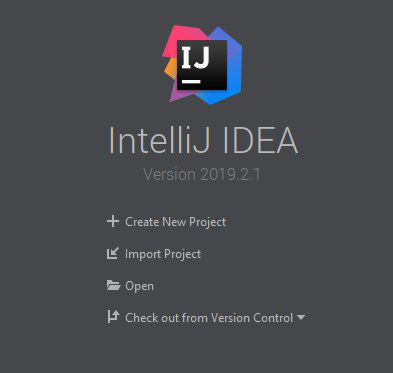 IJ
IntelliJ IDEA
Version 2019.2.1
Create New Project
Import Project
Open
Check out from Version Control